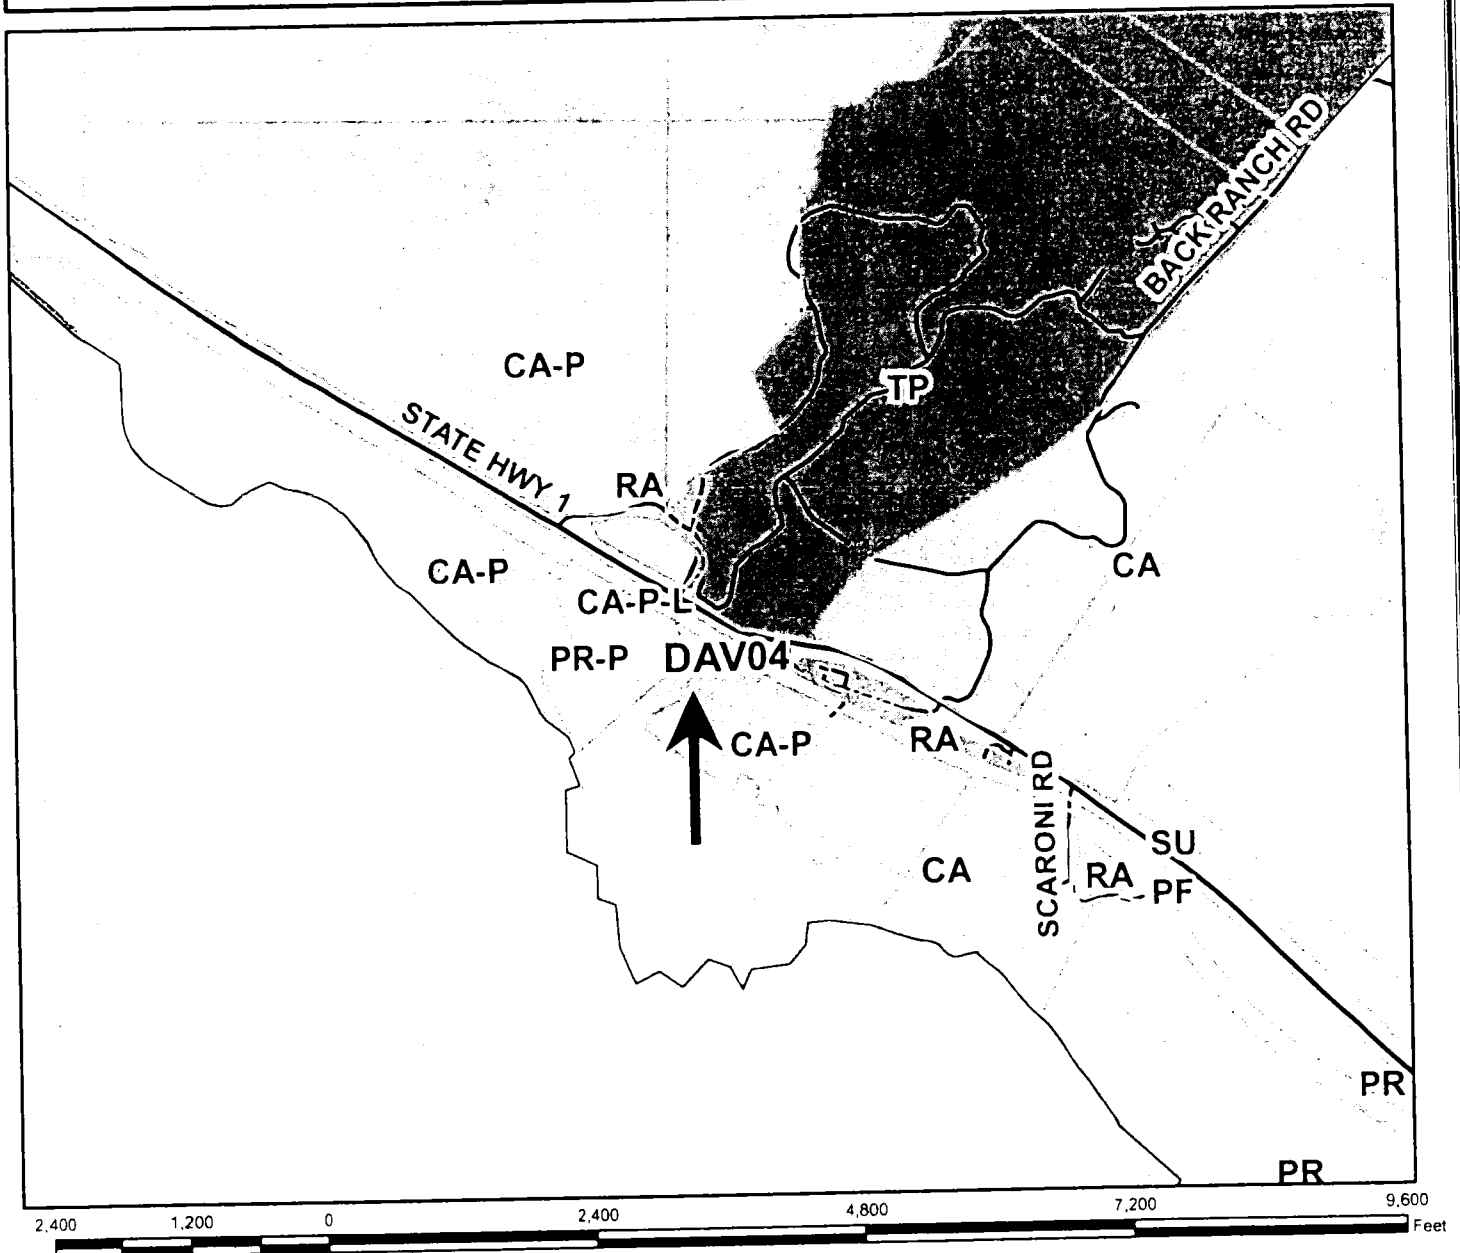 BACK RANCH RD
CA-P
TP
STATE HWY 1
RA
CA-P
CA
CA-P-L
PR-P
DAV04
CA-P
RA
SCARONI RD
SU
CA
RA
PF
PR
PR
2,400 1,200 0 2,400 4,800 7,200 9,600
Feet